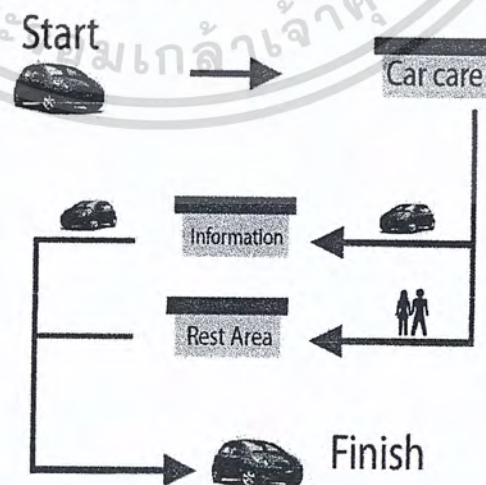 Start
Car care
Information
Rest Area
Finish